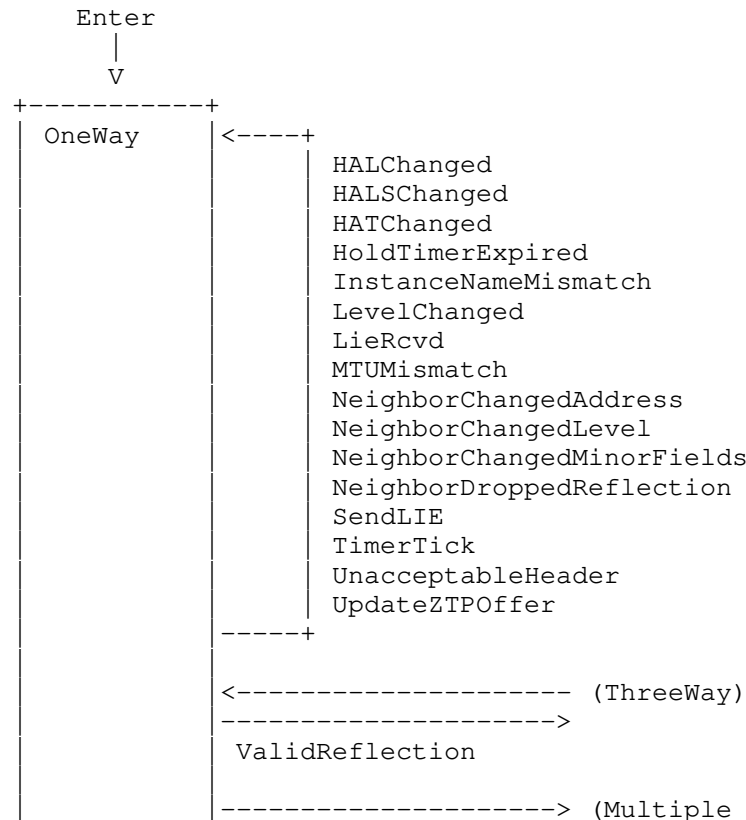 Enter
|
V
+-----------+
| OneWay |<----+
| | | HALChanged
| | | HALSChanged
| | | HATChanged
| | | HoldTimerExpired
| | | InstanceNameMismatch
| | | LevelChanged
| | | LieRcvd
| | | MTUMismatch
| | | NeighborChangedAddress
| | | NeighborChangedLevel
| | | NeighborChangedMinorFields
| | | NeighborDroppedReflection
| | | SendLIE
| | | TimerTick
| | | UnacceptableHeader
| | | UpdateZTPOffer
| |-----+
| |
| |<--------------------- (ThreeWay)
| |--------------------->
| | ValidReflection
| |
| |---------------------> (Multiple